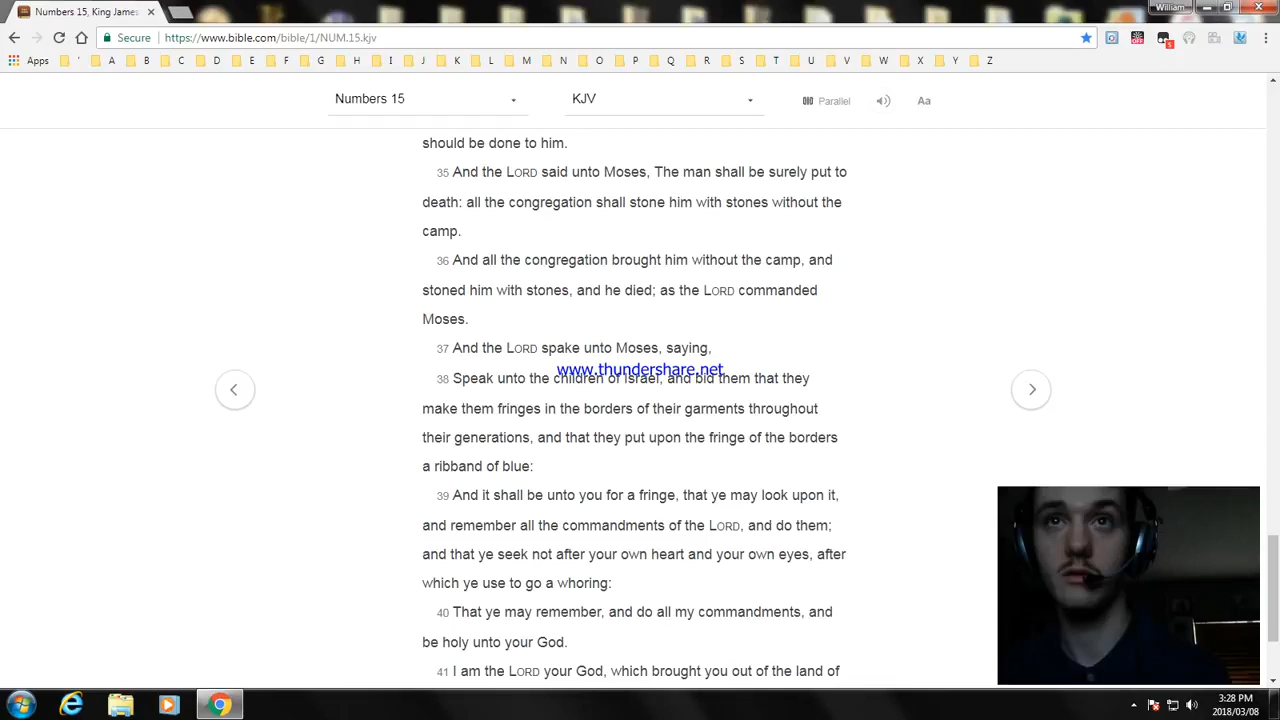 Numbers 15, King James
William
Secure
https://www.bible.com/bible/1/NUM.15.kjv
OFF
5
Apps ' A B C D E F G H I J K L M N O P Q R S T U V W X Y Z
Numbers 15
KJV
Parallel
Aa
should be done to him.
35 And the LORD said unto Moses, The man shall be surely put to
death: all the congregation shall stone him with stones without the
camp.
36 And all the congregation brought him without the camp, and
stoned him with stones, and he died; as the LORD commanded
Moses.
37 And the LORD spake unto Moses, saying,
www.thundershare.net
38 Speak unto the children of Israel, and bid them that they
make them fringes in the borders of their garments throughout
their generations, and that they put upon the fringe of the borders
a ribband of blue:
39 And it shall be unto you for a fringe, that ye may look upon it,
and remember all the commandments of the LORD, and do them;
and that ye seek not after your own heart and your own eyes, after
which ye use to go a whoring:
40 That ye may remember, and do all my commandments, and
be holy unto your God.
41 I am the LORD your God, which brought you out of the land of
3:28 PM
2018/03/08